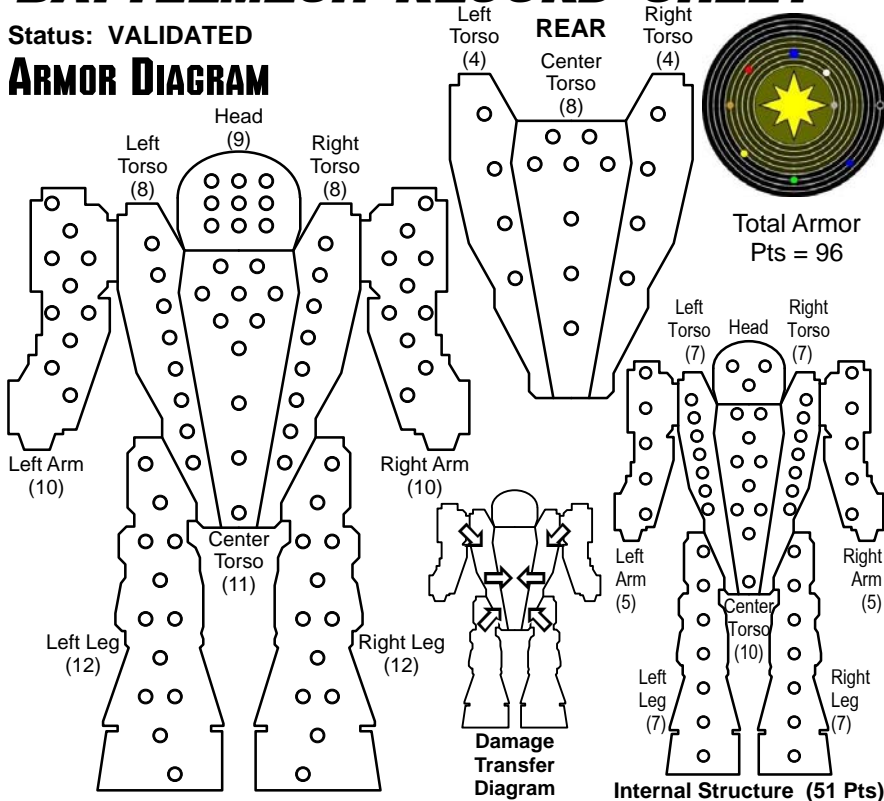 BATTLEMECH RECORD SHEET
Status: VALIDATED
ARMOR DIAGRAM
Head
(9)
Left
Torso
(8)
Right
Torso
(8)
Left Arm
(10)
Right Arm
(10)
Center
Torso
(11)
Left Leg
(12)
Right Leg
(12)
Left
Torso
(4)
REAR
Center
Torso
(8)
Right
Torso
(4)
Total Armor
Pts = 96
Left
Torso
(7)
Head
Right
Torso
(7)
Left
Arm
(5)
Right
Arm
(5)
Center
Torso
(10)
Left
Leg
(7)
Right
Leg
(7)
Damage
Transfer
Diagram
Internal Structure (51 Pts)